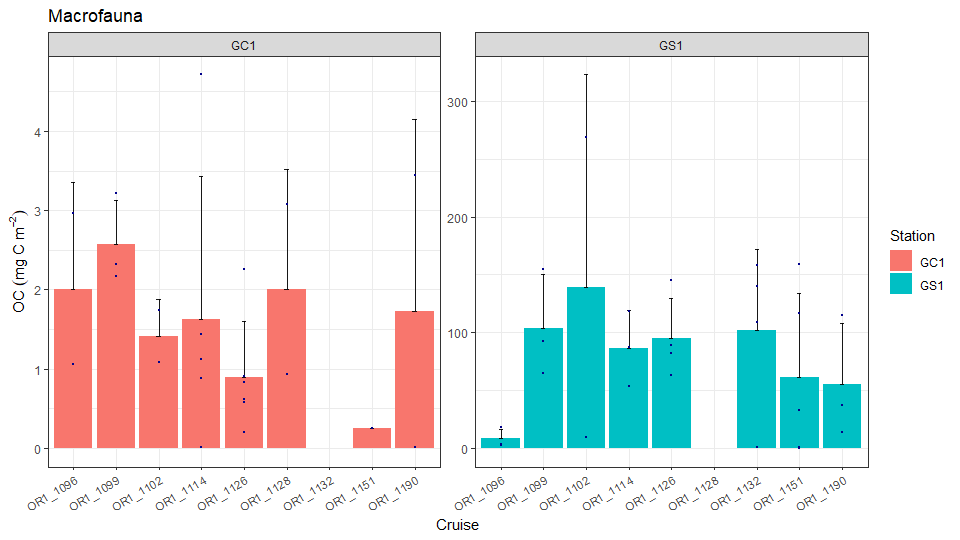 Macrofauna
GC1
GS1
OC (mg C m⁻²)
4
3
2
1
0
300
200
100
0
OR1_1096
OR1_1099
OR1_1102
OR1_1114
OR1_1126
OR1_1128
OR1_1132
OR1_1151
OR1_1190
OR1_1096
OR1_1099
OR1_1102
OR1_1114
OR1_1126
OR1_1128
OR1_1132
OR1_1151
OR1_1190
Cruise
Station
GC1
GS1